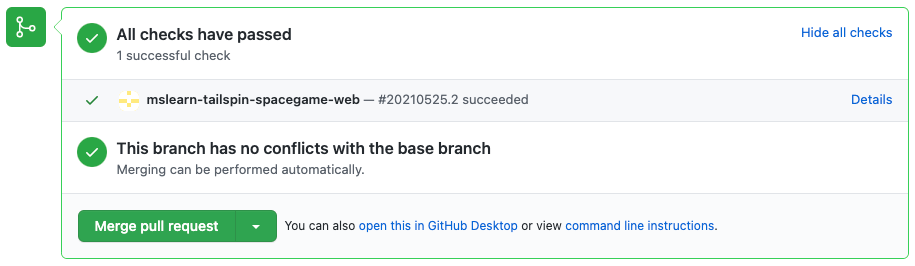 All checks have passed
Hide all checks
1 successful check
mslearn-tailspin-spacegame-web — #20210525.2 succeeded
Details
This branch has no conflicts with the base branch
Merging can be performed automatically.
Merge pull request
You can also open this in GitHub Desktop or view command line instructions.